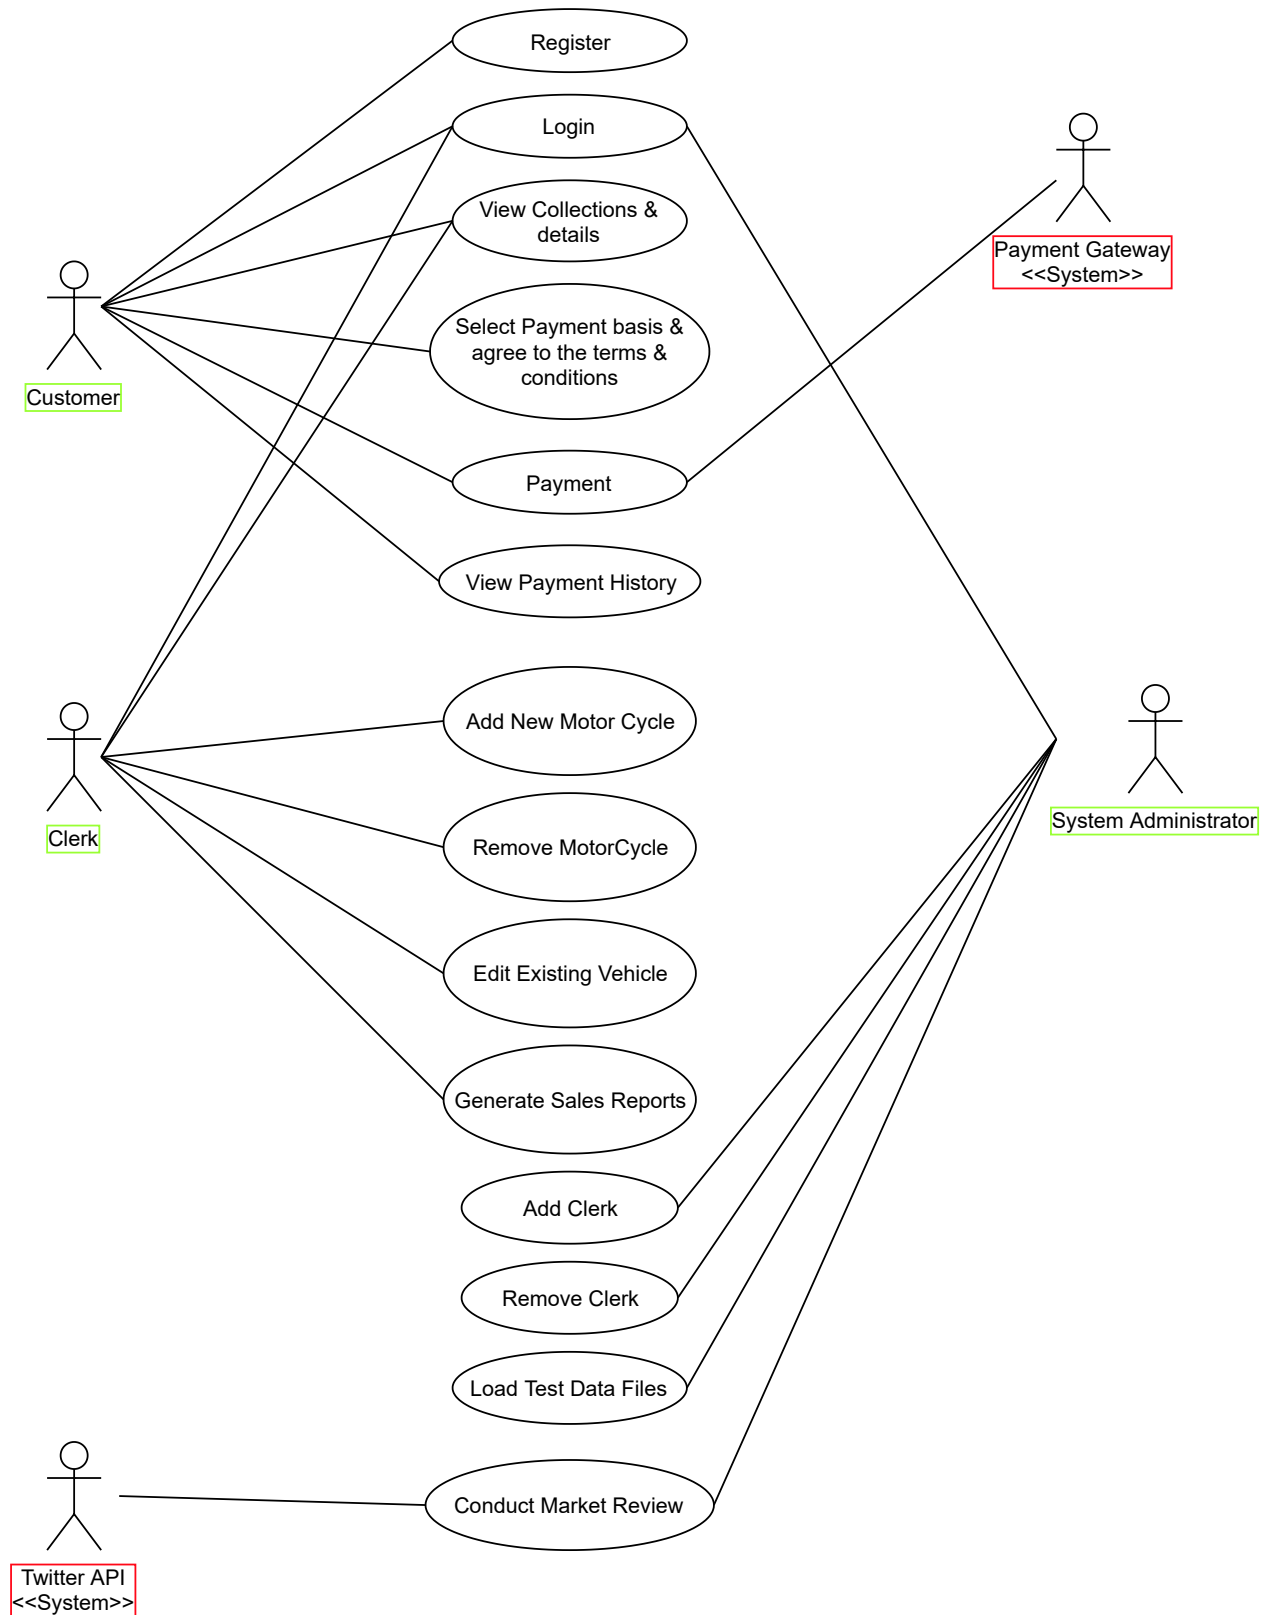 Register
Login
View Collections &
details
Payment Gateway
<<System>>
Select Payment basis &
agree to the terms &
conditions
Customer
Payment
View Payment History
Add New Motor Cycle
System Administrator
Clerk
Remove MotorCycle
Edit Existing Vehicle
Generate Sales Reports
Add Clerk
Remove Clerk
Load Test Data Files
Conduct Market Review
Twitter API
<<System>>